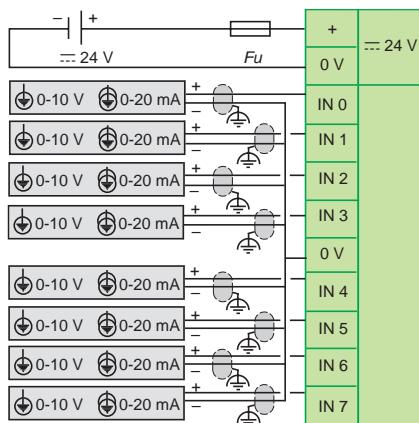 − +
+
⎓ 24 V
⎓ 24 V Fu
0 V
0-10 V 0-20 mA + − IN 0
0-10 V 0-20 mA + − IN 1
0-10 V 0-20 mA + − IN 2
0-10 V 0-20 mA + − IN 3
0 V
0-10 V 0-20 mA + − IN 4
0-10 V 0-20 mA + − IN 5
0-10 V 0-20 mA + − IN 6
0-10 V 0-20 mA + − IN 7